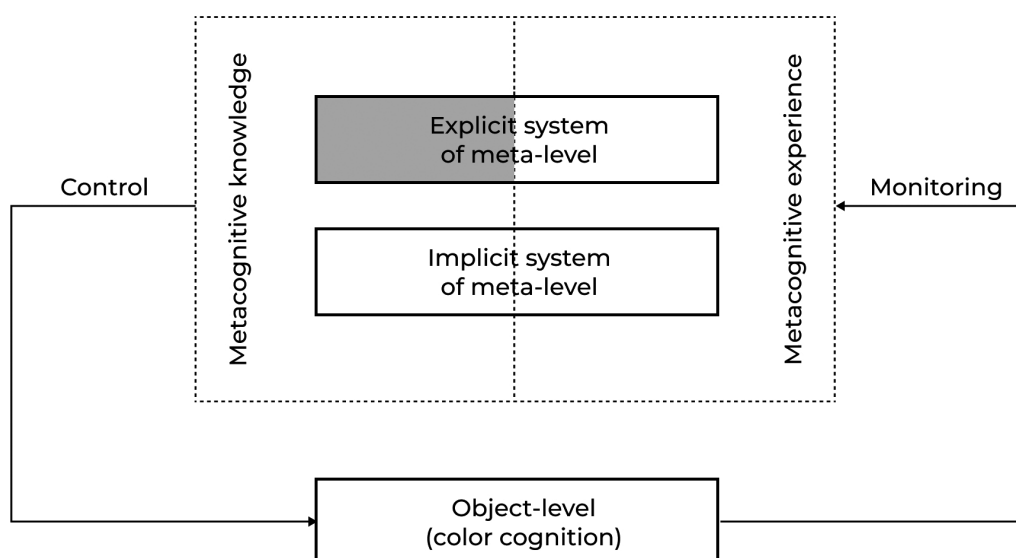 Metacognitive knowledge
Explicit system
of meta-level
Metacognitive experience
Control
Monitoring
Implicit system
of meta-level
Object-level
(color cognition)